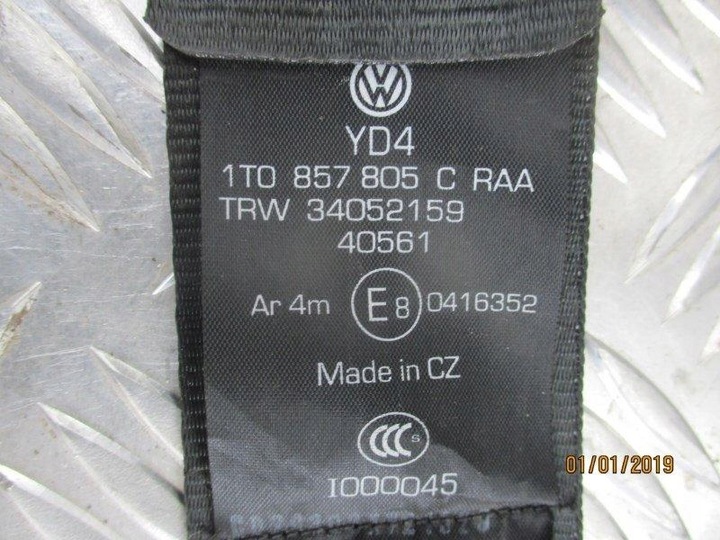 YD4
1T0 857 805 C RAA
TRW 34052159
40561
Ar 4m E8 0416352
Made in CZ
CCC S
I000045
01/01/2019